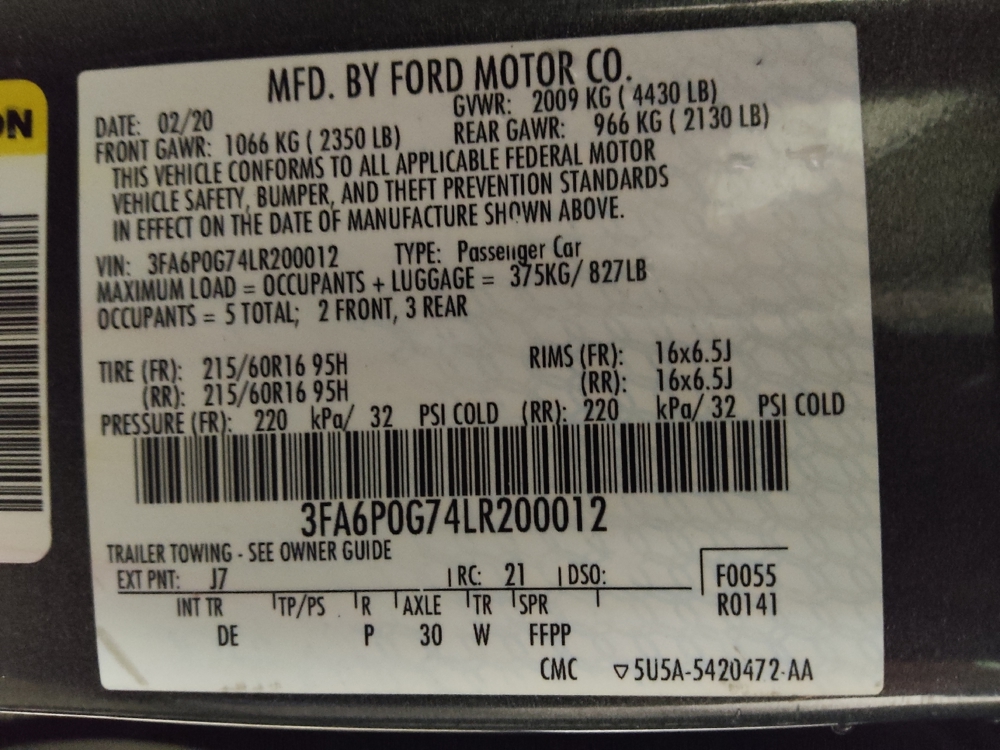 ON
MFD. BY FORD MOTOR CO.
DATE: 02/20 GVWR: 2009 KG ( 4430 LB)
FRONT GAWR: 1066 KG ( 2350 LB) REAR GAWR: 966 KG ( 2130 LB)
THIS VEHICLE CONFORMS TO ALL APPLICABLE FEDERAL MOTOR
VEHICLE SAFETY, BUMPER, AND THEFT PREVENTION STANDARDS
IN EFFECT ON THE DATE OF MANUFACTURE SHOWN ABOVE.
VIN: 3FA6P0G74LR200012 TYPE: Passenger Car
MAXIMUM LOAD = OCCUPANTS + LUGGAGE = 375KG/ 827LB
OCCUPANTS = 5 TOTAL; 2 FRONT, 3 REAR
TIRE (FR): 215/60R16 95H RIMS (FR): 16x6.5J
(RR): 215/60R16 95H (RR): 16x6.5J
PRESSURE (FR): 220 kPa/ 32 PSI COLD (RR): 220 kPa/ 32 PSI COLD
3FA6P0G74LR200012
TRAILER TOWING - SEE OWNER GUIDE
EXT PNT: J7 RC: 21 DSO: F0055
INT TR TP/PS R AXLE TR SPR R0141
DE P 30 W FFPP
CMC ▽5U5A-5420472-AA